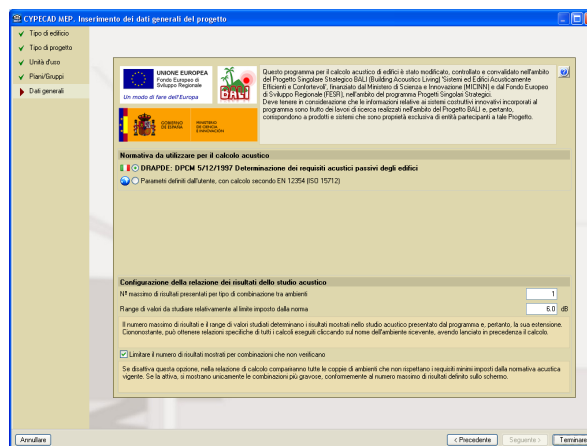 CYPECAD MEP. Inserimento dei dati generali del progetto
Tipo di edificio
Tipo di progetto
Unità d'uso
Piani/Gruppi
Dati generali
UNIONE EUROPEA
Fondo Europeo di
Sviluppo Regionale
Un modo di fare dell'Europa
BALI
GOBIERNO
DE ESPAÑA
MINISTERIO
DE CIENCIA
E INNOVACIÓN
Questo programma per il calcolo acustico di edifici è stato modificato, controllato e convalidato nell'ambito
del Progetto Singolare Strategico BALI (Building Acoustics Living) 'Sistemi ed Edifici Acusticamente
Efficienti e Confortevoli', finanziato dal Ministero di Scienza e Innovazione (MICINN) e dal Fondo Europeo
di Sviluppo Regionale (FESR), nell'ambito del programma Progetti Singolari Strategici.
Deve tenere in considerazione che le informazioni relative ai sistemi costruttivi innovativi incorporati al
programma sono frutto dei lavori di ricerca realizzati nell'ambito del Progetto BALI e, pertanto,
corrispondono a prodotti e sistemi che sono proprietà esclusiva di entità partecipanti a tale Progetto.
Normativa da utilizzare per il calcolo acustico
DRAPDE: DPCM 5/12/1997 Determinazione dei requisiti acustici passivi degli edifici
Parametri definiti dall'utente, con calcolo secondo EN 12354 (ISO 15712)
Configurazione della relazione dei risultati dello studio acustico
Nº massimo di risultati presentati per tipo di combinazione tra ambienti 1
Range di valori da studiare relativamente al limite imposto dalla norma 6.0 dB
Il numero massimo di risultati e il range di valori studiati determinano i risultati mostrati nello studio acustico presentato dal programma e, pertanto, la sua estensione.
Ciononostante, può ottenere relazioni specifiche di tutti i calcoli eseguiti cliccando sul nome dell'ambiente ricevente, avendo lanciato in precedenza il calcolo.
Limitare il numero di risultati mostrati per combinazioni che non verificano
Se disattiva questa opzione, nella relazione di calcolo compariranno tutte le coppie di ambienti che non rispettano i requisiti minimi imposti dalla normativa acustica
vigente. Se la attiva, si mostrano unicamente le combinazioni più gravose, conformemente al numero massimo di risultati definito sullo schermo.
Annullare
< Precedente
Seguente >
Terminare